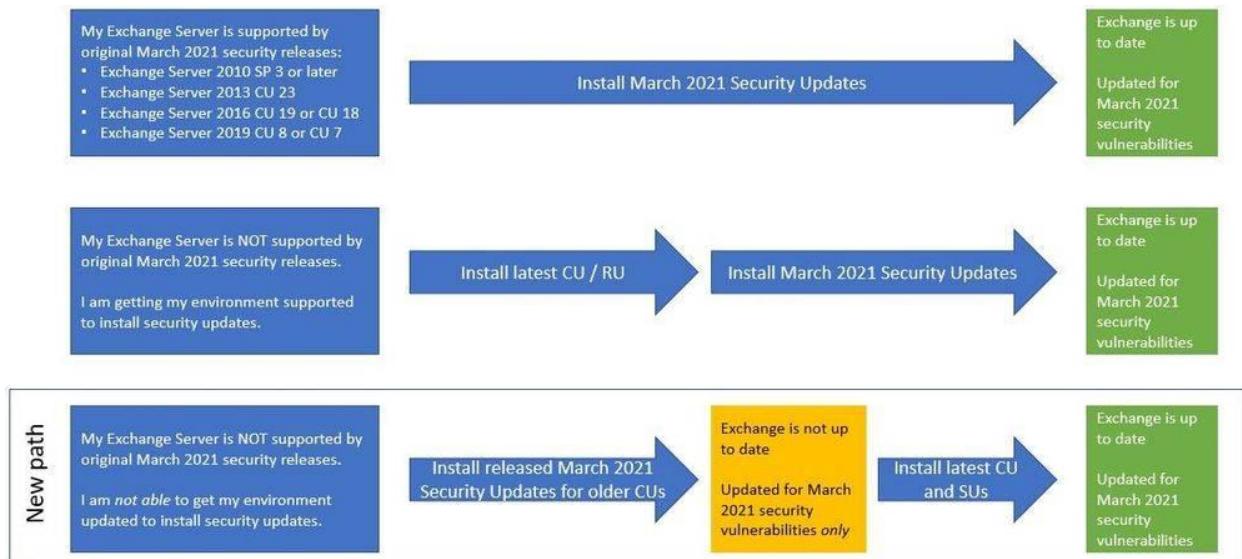 My Exchange Server is supported by
original March 2021 security releases:
• Exchange Server 2010 SP 3 or later
• Exchange Server 2013 CU 23
• Exchange Server 2016 CU 19 or CU 18
• Exchange Server 2019 CU 8 or CU 7
Install March 2021 Security Updates
Exchange is up
to date
Updated for
March 2021
security
vulnerabilities
My Exchange Server is NOT supported by
original March 2021 security releases.
I am getting my environment supported
to install security updates.
Install latest CU / RU
Install March 2021 Security Updates
Exchange is up
to date
Updated for
March 2021
security
vulnerabilities
New path
My Exchange Server is NOT supported by
original March 2021 security releases.
I am not able to get my environment
updated to install security updates.
Install released March 2021
Security Updates for older CUs
Exchange is not up
to date
Updated for March
2021 security
vulnerabilities only
Install latest CU
and SUs
Exchange is up
to date
Updated for
March 2021
security
vulnerabilities